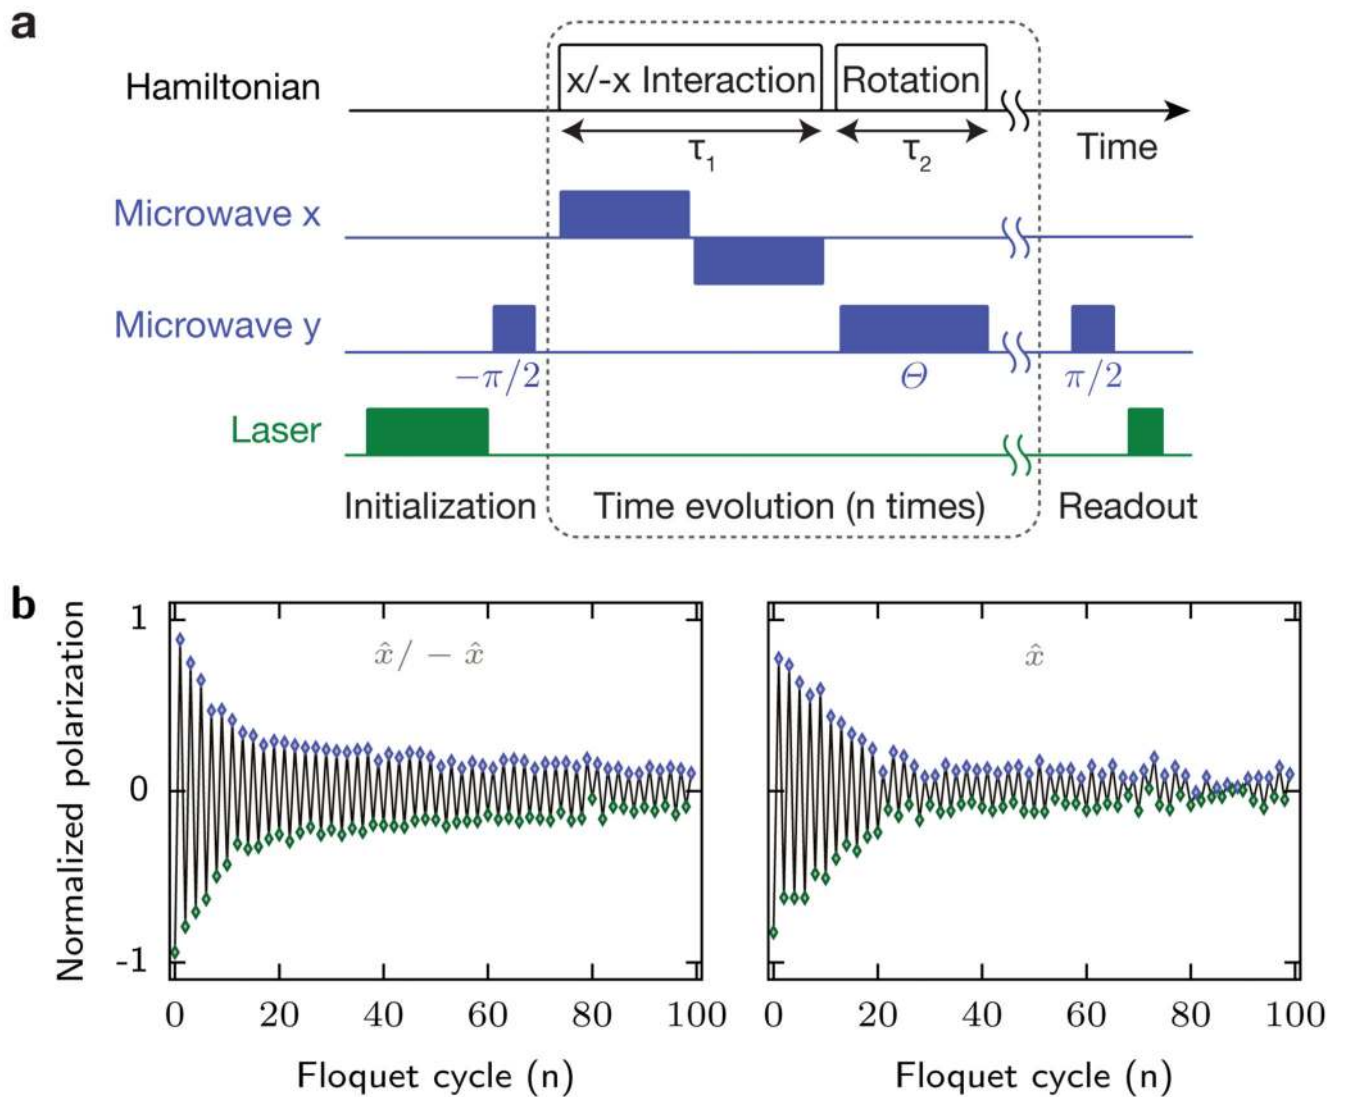 a
Hamiltonian
x/-x Interaction
Rotation
τ₁
τ₂
Time
Microwave x
Microwave y
−π/2
Θ
π/2
Laser
Initialization
Time evolution (n times)
Readout
b
Normalized polarization
1
0
-1
x̂/ − x̂
0 20 40 60 80 100
Floquet cycle (n)
x̂
0 20 40 60 80 100
Floquet cycle (n)